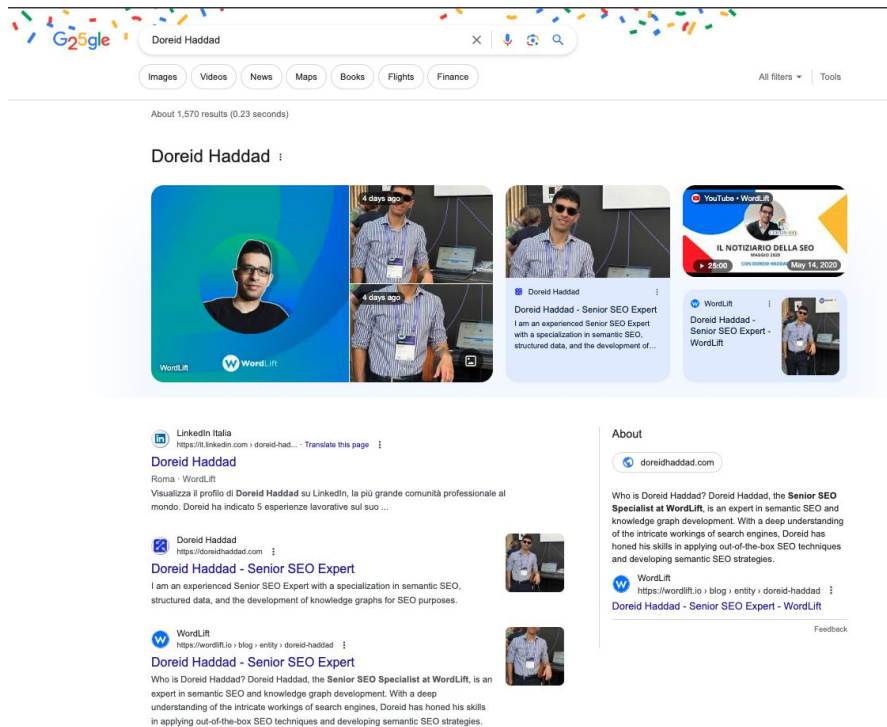 G25gle
Doreid Haddad
Images Videos News Maps Books Flights Finance
All filters Tools
About 1,570 results (0.23 seconds)
Doreid Haddad
4 days ago
4 days ago
WordLift
WordLift
Doreid Haddad
Doreid Haddad - Senior SEO Expert
I am an experienced Senior SEO Expert
with a specialization in semantic SEO,
structured data, and the development of...
YouTube • WordLift
IL NOTIZIARIO DELLA SEO
MAGGIO 2020
CON DOREID HADDAD
25:00
May 14, 2020
WordLift
Doreid Haddad -
Senior SEO Expert -
WordLift
LinkedIn Italia
https://it.linkedin.com › doreid-had... · Translate this page
Doreid Haddad
Roma · WordLift
Visualizza il profilo di Doreid Haddad su LinkedIn, la più grande comunità professionale al
mondo. Doreid ha indicato 5 esperienze lavorative sul suo ...
Doreid Haddad
https://doreidhaddad.com
Doreid Haddad - Senior SEO Expert
I am an experienced Senior SEO Expert with a specialization in semantic SEO,
structured data, and the development of knowledge graphs for SEO purposes.
WordLift
https://wordlift.io › blog › entity › doreid-haddad
Doreid Haddad - Senior SEO Expert
Who is Doreid Haddad? Doreid Haddad, the Senior SEO Specialist at WordLift, is an
expert in semantic SEO and knowledge graph development. With a deep
understanding of the intricate workings of search engines, Doreid has honed his skills
in applying out-of-the-box SEO techniques and developing semantic SEO strategies.
About
doreidhaddad.com
Who is Doreid Haddad? Doreid Haddad, the Senior SEO
Specialist at WordLift, is an expert in semantic SEO and
knowledge graph development. With a deep understanding
of the intricate workings of search engines, Doreid has
honed his skills in applying out-of-the-box SEO techniques
and developing semantic SEO strategies.
WordLift
https://wordlift.io › blog › entity › doreid-haddad
Doreid Haddad - Senior SEO Expert - WordLift
Feedback